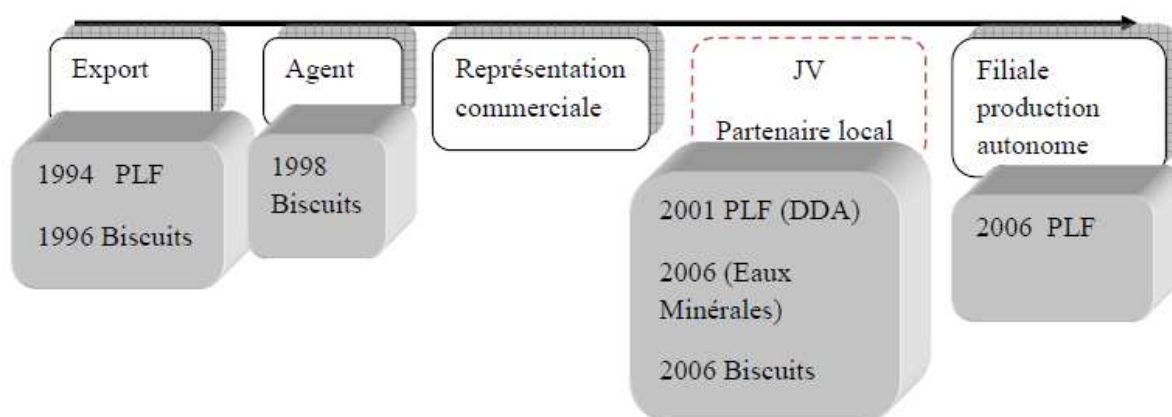 Export
1994 PLF
1996 Biscuits
Agent
1998
Biscuits
Représentation
commerciale
JV
Partenaire local
2001 PLF (DDA)
2006 (Eaux
Minérales)
2006 Biscuits
Filiale
production
autonome
2006 PLF